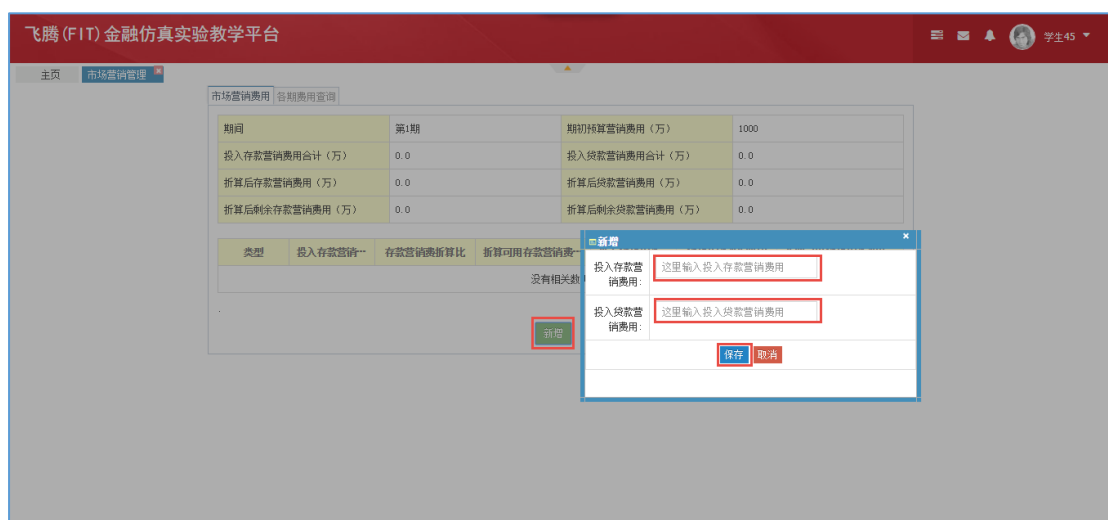 飞腾(FIT)金融仿真实验教学平台
学生45
主页 市场营销管理
市场营销费用 各期费用查询
期间 第1期 期初预算营销费用（万） 1000
投入存款营销费用合计（万） 0.0 投入贷款营销费用合计（万） 0.0
折算后存款营销费用（万） 0.0 折算后贷款营销费用（万） 0.0
折算后剩余存款营销费用（万） 0.0 折算后剩余贷款营销费用（万） 0.0
类型 投入存款营销… 存款营销费折算比 折算可用存款营销费…
没有相关数
新增
新增
投入存款营销费用: 这里输入投入存款营销费用
投入贷款营销费用: 这里输入投入贷款营销费用
保存 取消